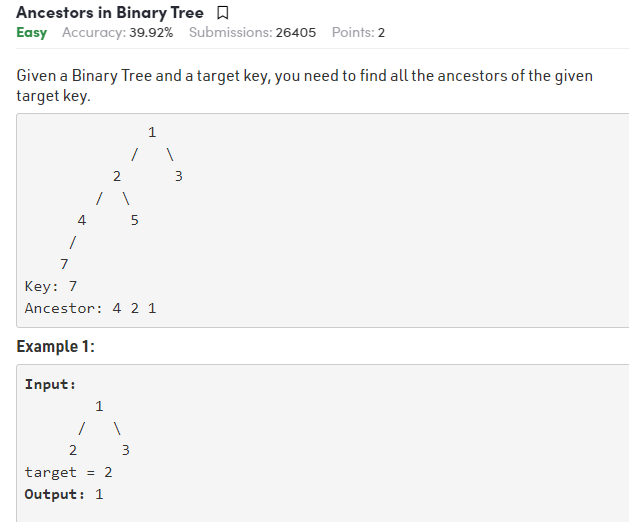 Ancestors in Binary Tree
Easy Accuracy: 39.92% Submissions: 26405 Points: 2
Given a Binary Tree and a target key, you need to find all the ancestors of the given
target key.
1
/ \
2 3
/ \
4 5
/
7
Key: 7
Ancestor: 4 2 1
Example 1:
Input:
1
/ \
2 3
target = 2
Output: 1